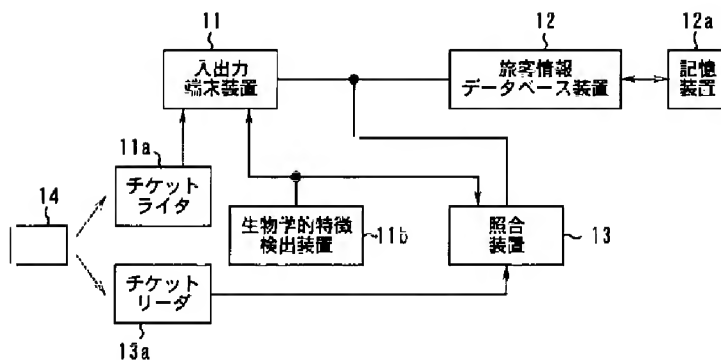 11
入出力
端末装置
12
旅客情報
データベース装置
12a
記憶
装置
11a
チケット
ライタ
14
生物学的特徴
検出装置
11b
照合
装置
13
チケット
リーダ
13a